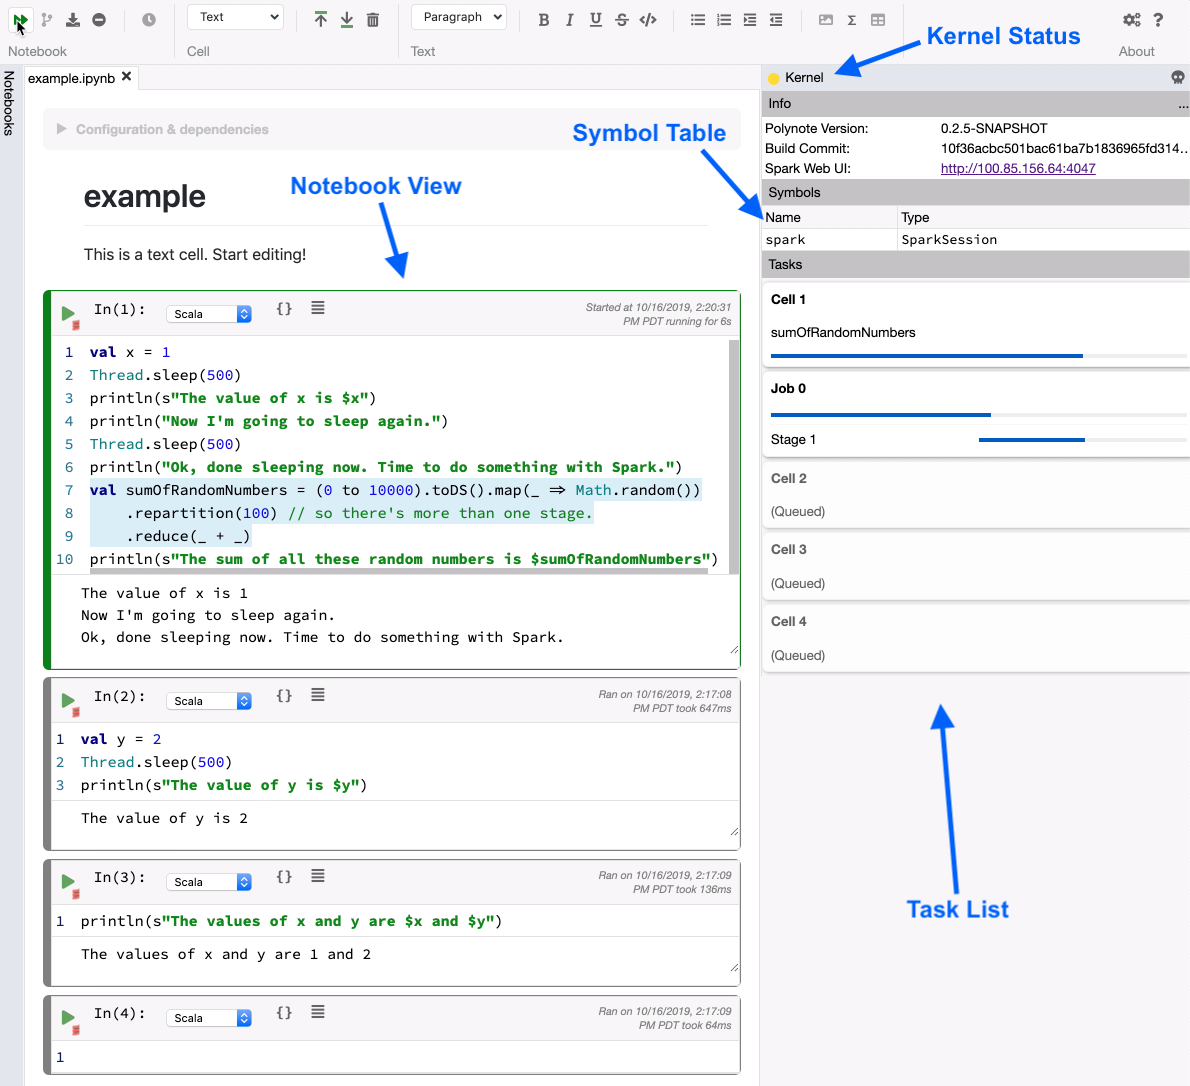 Text
Paragraph
B I U S </> Σ ?
Notebook
Cell
Text
About
Kernel Status
Notebooks
example.ipynb
Configuration & dependencies
Notebook View
Symbol Table
example
This is a text cell. Start editing!
In(1):
Scala
{}
Started at 10/16/2019, 2:20:31
PM PDT running for 6s
1 val x = 1
2 Thread.sleep(500)
3 println(s"The value of x is $x")
4 println("Now I'm going to sleep again.")
5 Thread.sleep(500)
6 println("Ok, done sleeping now. Time to do something with Spark.")
7 val sumOfRandomNumbers = (0 to 10000).toDS().map(_ ⇒ Math.random())
8 .repartition(100) // so there's more than one stage.
9 .reduce(_ + _)
10 println(s"The sum of all these random numbers is $sumOfRandomNumbers")
The value of x is 1
Now I'm going to sleep again.
Ok, done sleeping now. Time to do something with Spark.
In(2):
Scala
{}
Ran on 10/16/2019, 2:17:08
PM PDT took 647ms
1 val y = 2
2 Thread.sleep(500)
3 println(s"The value of y is $y")
The value of y is 2
In(3):
Scala
{}
Ran on 10/16/2019, 2:17:09
PM PDT took 136ms
1 println(s"The values of x and y are $x and $y")
The values of x and y are 1 and 2
In(4):
Scala
{}
Ran on 10/16/2019, 2:17:09
PM PDT took 64ms
1
Kernel
Info ...
Polynote Version: 0.2.5-SNAPSHOT
Build Commit: 10f36acbc501bac61ba7b1836965fd314...
Spark Web UI: http://100.85.156.64:4047
Symbols
Name Type
spark SparkSession
Tasks
Cell 1
sumOfRandomNumbers
Job 0
Stage 1
Cell 2
(Queued)
Cell 3
(Queued)
Cell 4
(Queued)
Task List